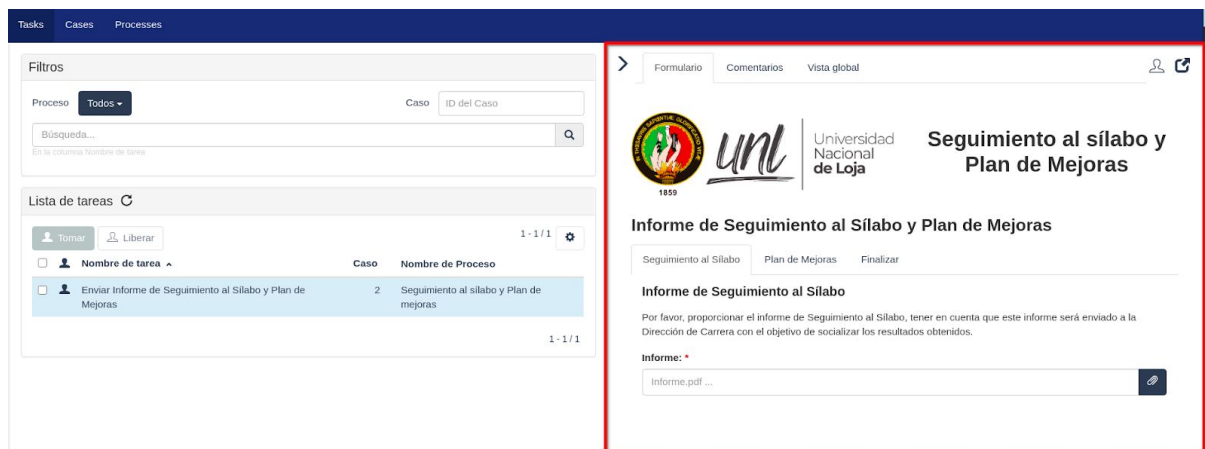 Tasks Cases Processes
Filtros
Proceso Todos Caso ID del Caso
Búsqueda...
En la columna Nombre de tarea
Lista de tareas
Tomar Liberar 1 - 1 / 1
Nombre de tarea Caso Nombre de Proceso
Enviar Informe de Seguimiento al Sílabo y Plan de 2 Seguimiento al sílabo y Plan de
Mejoras mejoras
1 - 1 / 1
Formulario Comentarios Vista global
unl
Universidad
Nacional
de Loja
1859
Seguimiento al sílabo y
Plan de Mejoras
Informe de Seguimiento al Sílabo y Plan de Mejoras
Seguimiento al Sílabo Plan de Mejoras Finalizar
Informe de Seguimiento al Sílabo
Por favor, proporcionar el informe de Seguimiento al Sílabo, tener en cuenta que este informe será enviado a la
Dirección de Carrera con el objetivo de socializar los resultados obtenidos.
Informe: *
Informe.pdf ...